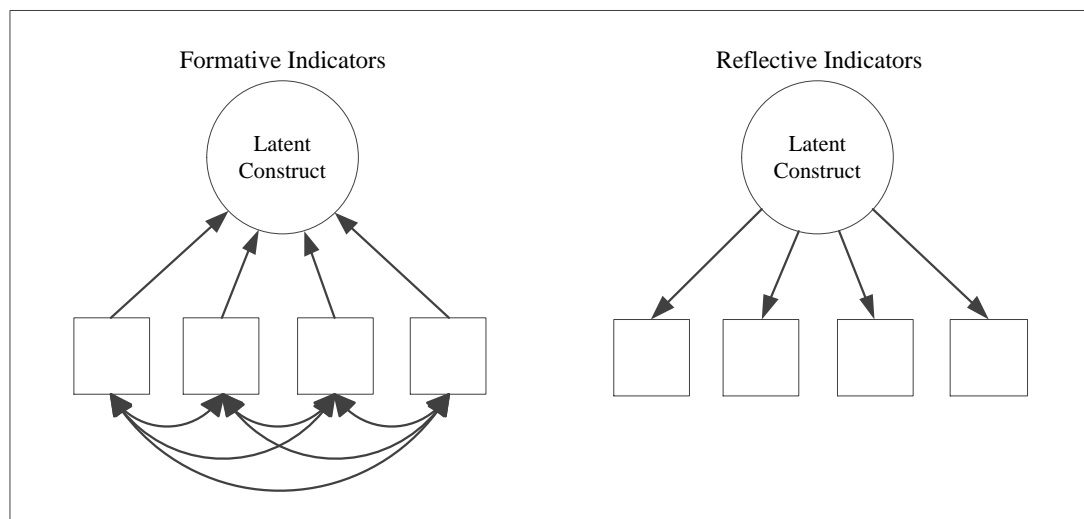 Formative Indicators
Latent
Construct
Reflective Indicators
Latent
Construct